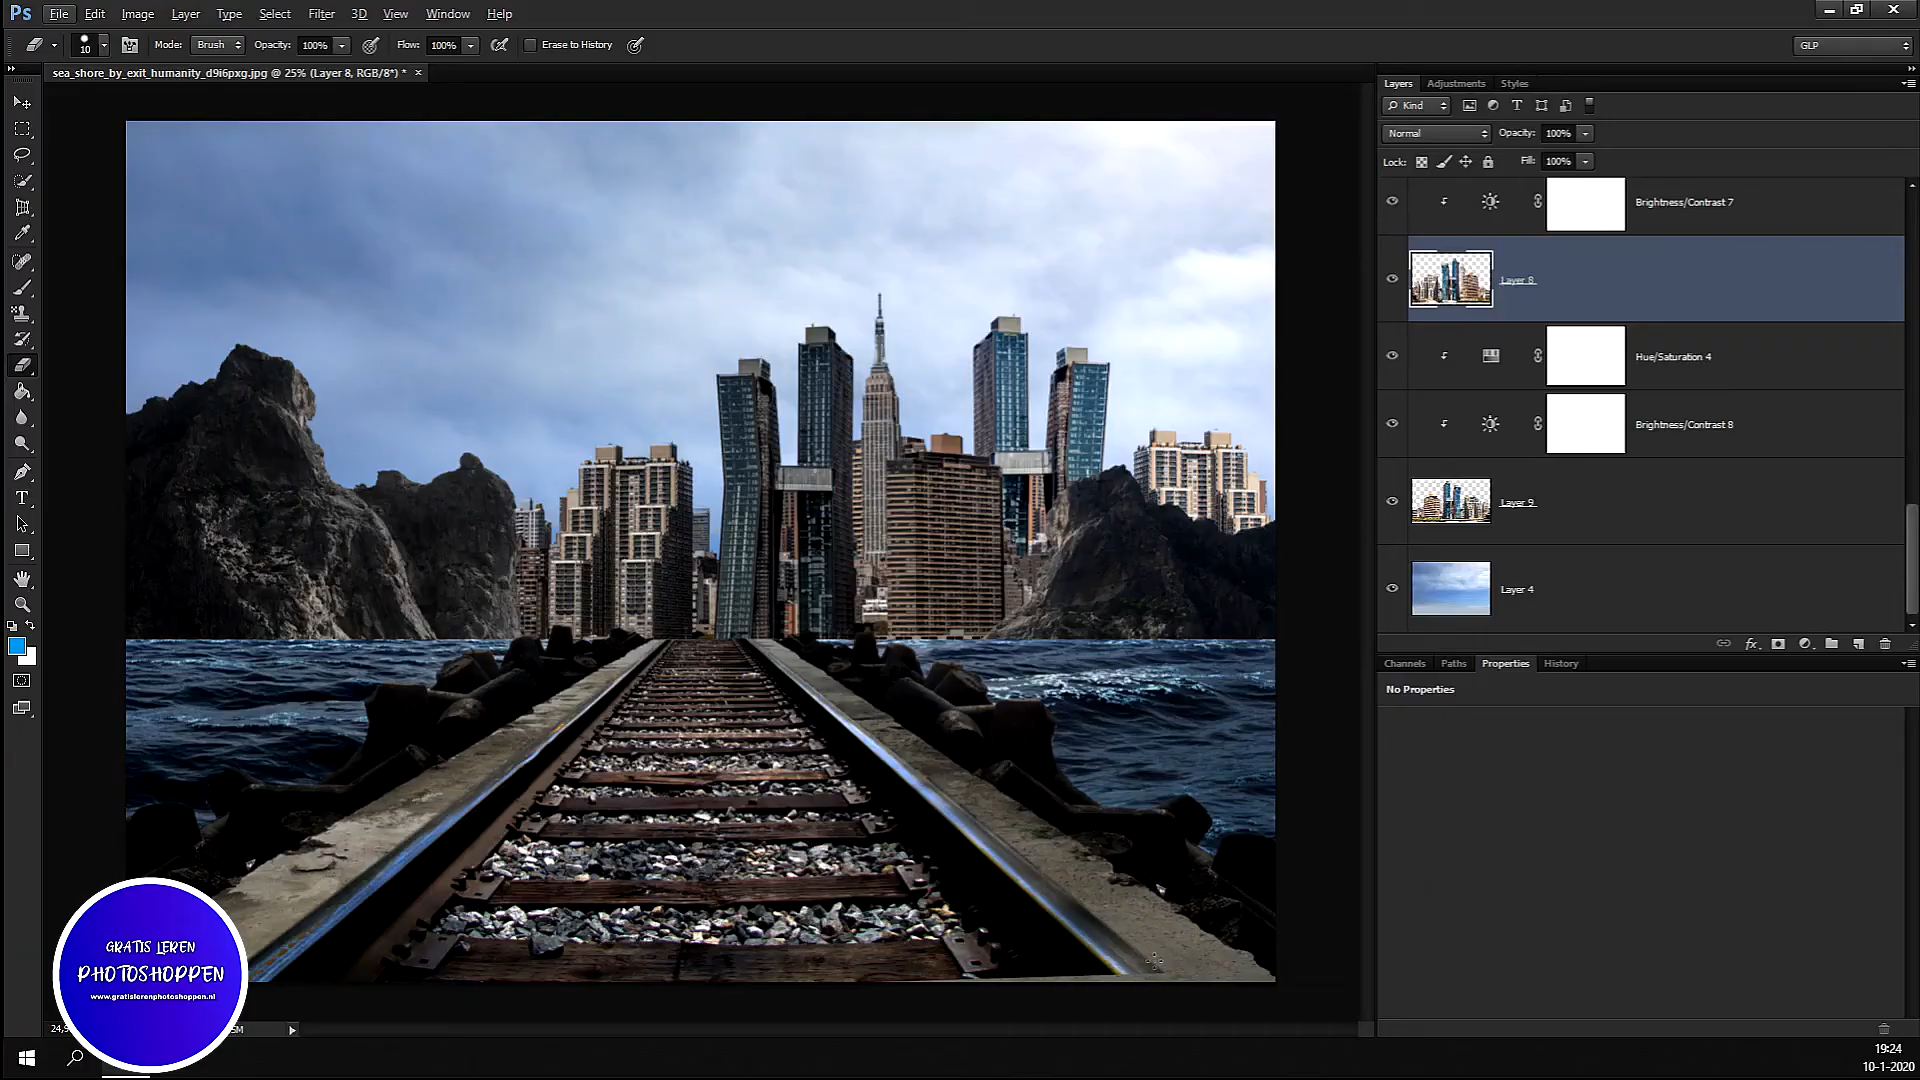 Ps File Edit Image Layer Type Select Filter 3D View Window Help
10 Mode: Brush Opacity: 100% Flow: 100% Erase to History GLP
sea_shore_by_exit_humanity_d9i6pxg.jpg @ 25% (Layer 8, RGB/8*) * ×
Layers Adjustments Styles
Kind
Normal Opacity: 100%
Lock: Fill: 100%
Brightness/Contrast 7
Layer 8
Hue/Saturation 4
Brightness/Contrast 8
Layer 9
Layer 4
Channels Paths Properties History
No Properties
GRATIS LEREN
PHOTOSHOPPEN
www.gratislerenphotoshoppen.nl
19:24
10-1-2020